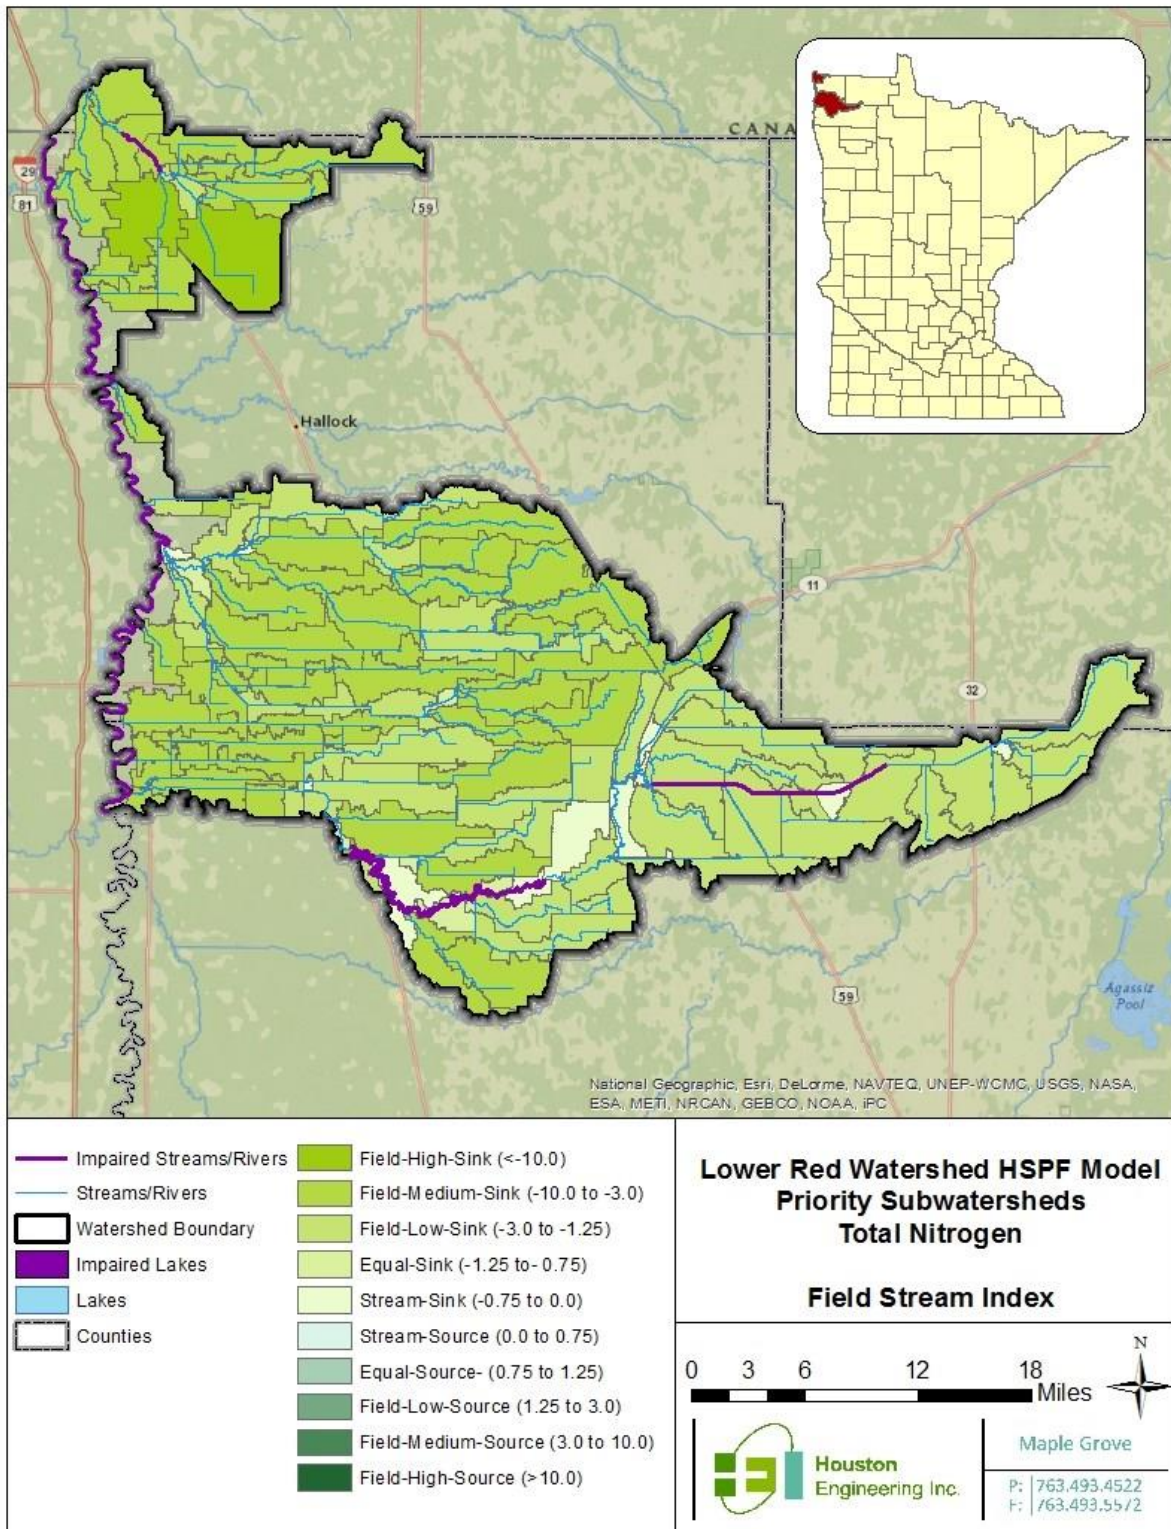 CANA
29
81
59
Hallock
11
32
59
Agassiz
Pool
National Geographic, Esri, DeLorme, NAVTEQ, UNEP-WCMC, USGS, NASA,
ESA, METI, NRCAN, GEBCO, NOAA, iPC
Impaired Streams/Rivers
Streams/Rivers
Watershed Boundary
Impaired Lakes
Lakes
Counties
Field-High-Sink (<-10.0)
Field-Medium-Sink (-10.0 to -3.0)
Field-Low-Sink (-3.0 to -1.25)
Equal-Sink (-1.25 to- 0.75)
Stream-Sink (-0.75 to 0.0)
Stream-Source (0.0 to 0.75)
Equal-Source- (0.75 to 1.25)
Field-Low-Source (1.25 to 3.0)
Field-Medium-Source (3.0 to 10.0)
Field-High-Source (>10.0)
Lower Red Watershed HSPF Model
Priority Subwatersheds
Total Nitrogen
Field Stream Index
0 3 6 12 18
Miles
N
Houston
Engineering Inc.
Maple Grove
P: 763.493.4522
F: 763.493.5572